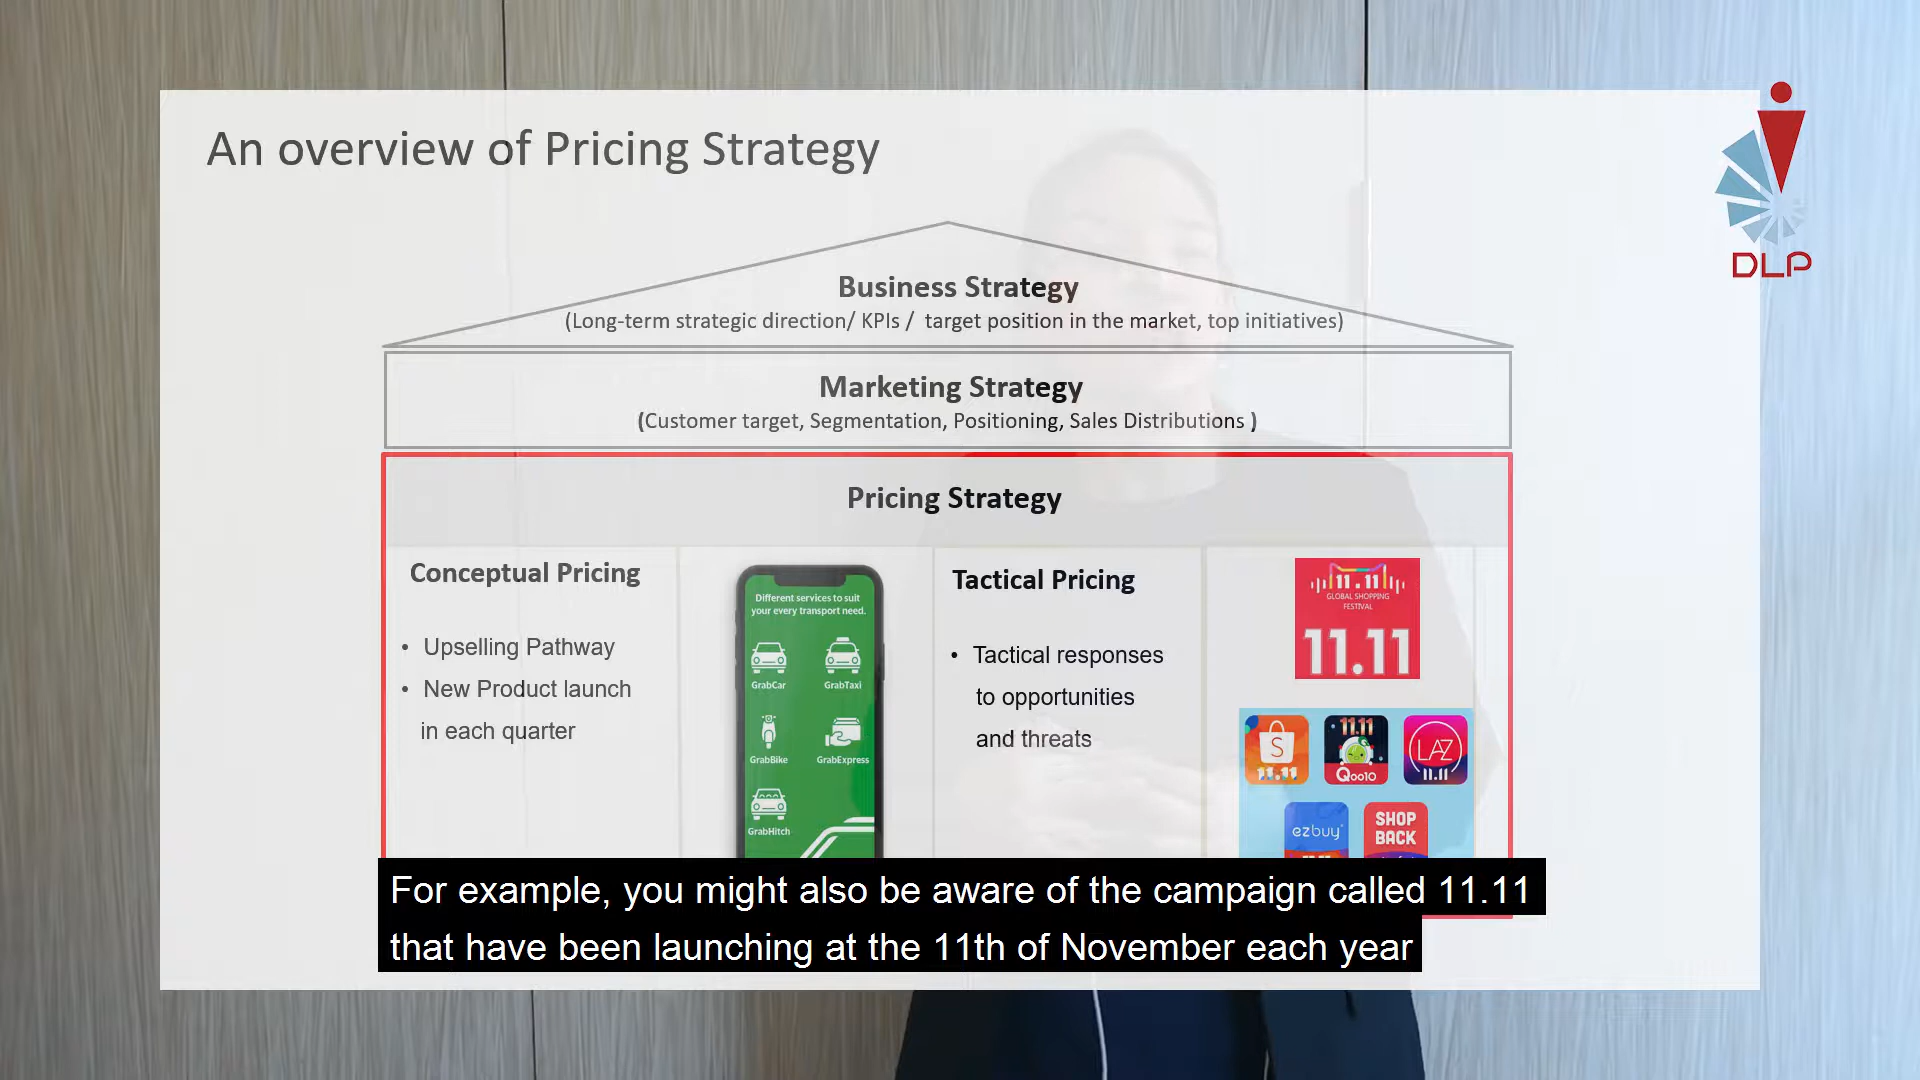 An overview of Pricing Strategy
DLP
Business Strategy
(Long-term strategic direction/ KPIs / target position in the market, top initiatives)
Marketing Strategy
(Customer target, Segmentation, Positioning, Sales Distributions )
Pricing Strategy
Conceptual Pricing
• Upselling Pathway
• New Product launch
in each quarter
Different services to suit
your every transport need.
GrabCar GrabTaxi
GrabBike GrabExpress
GrabHitch
Tactical Pricing
• Tactical responses
to opportunities
and threats
11.11
GLOBAL SHOPPING
FESTIVAL
11.11
S
11.11
11.11
Qoo10
LAZ
11.11
ezbuy
SHOP
BACK
For example, you might also be aware of the campaign called 11.11
that have been launching at the 11th of November each year